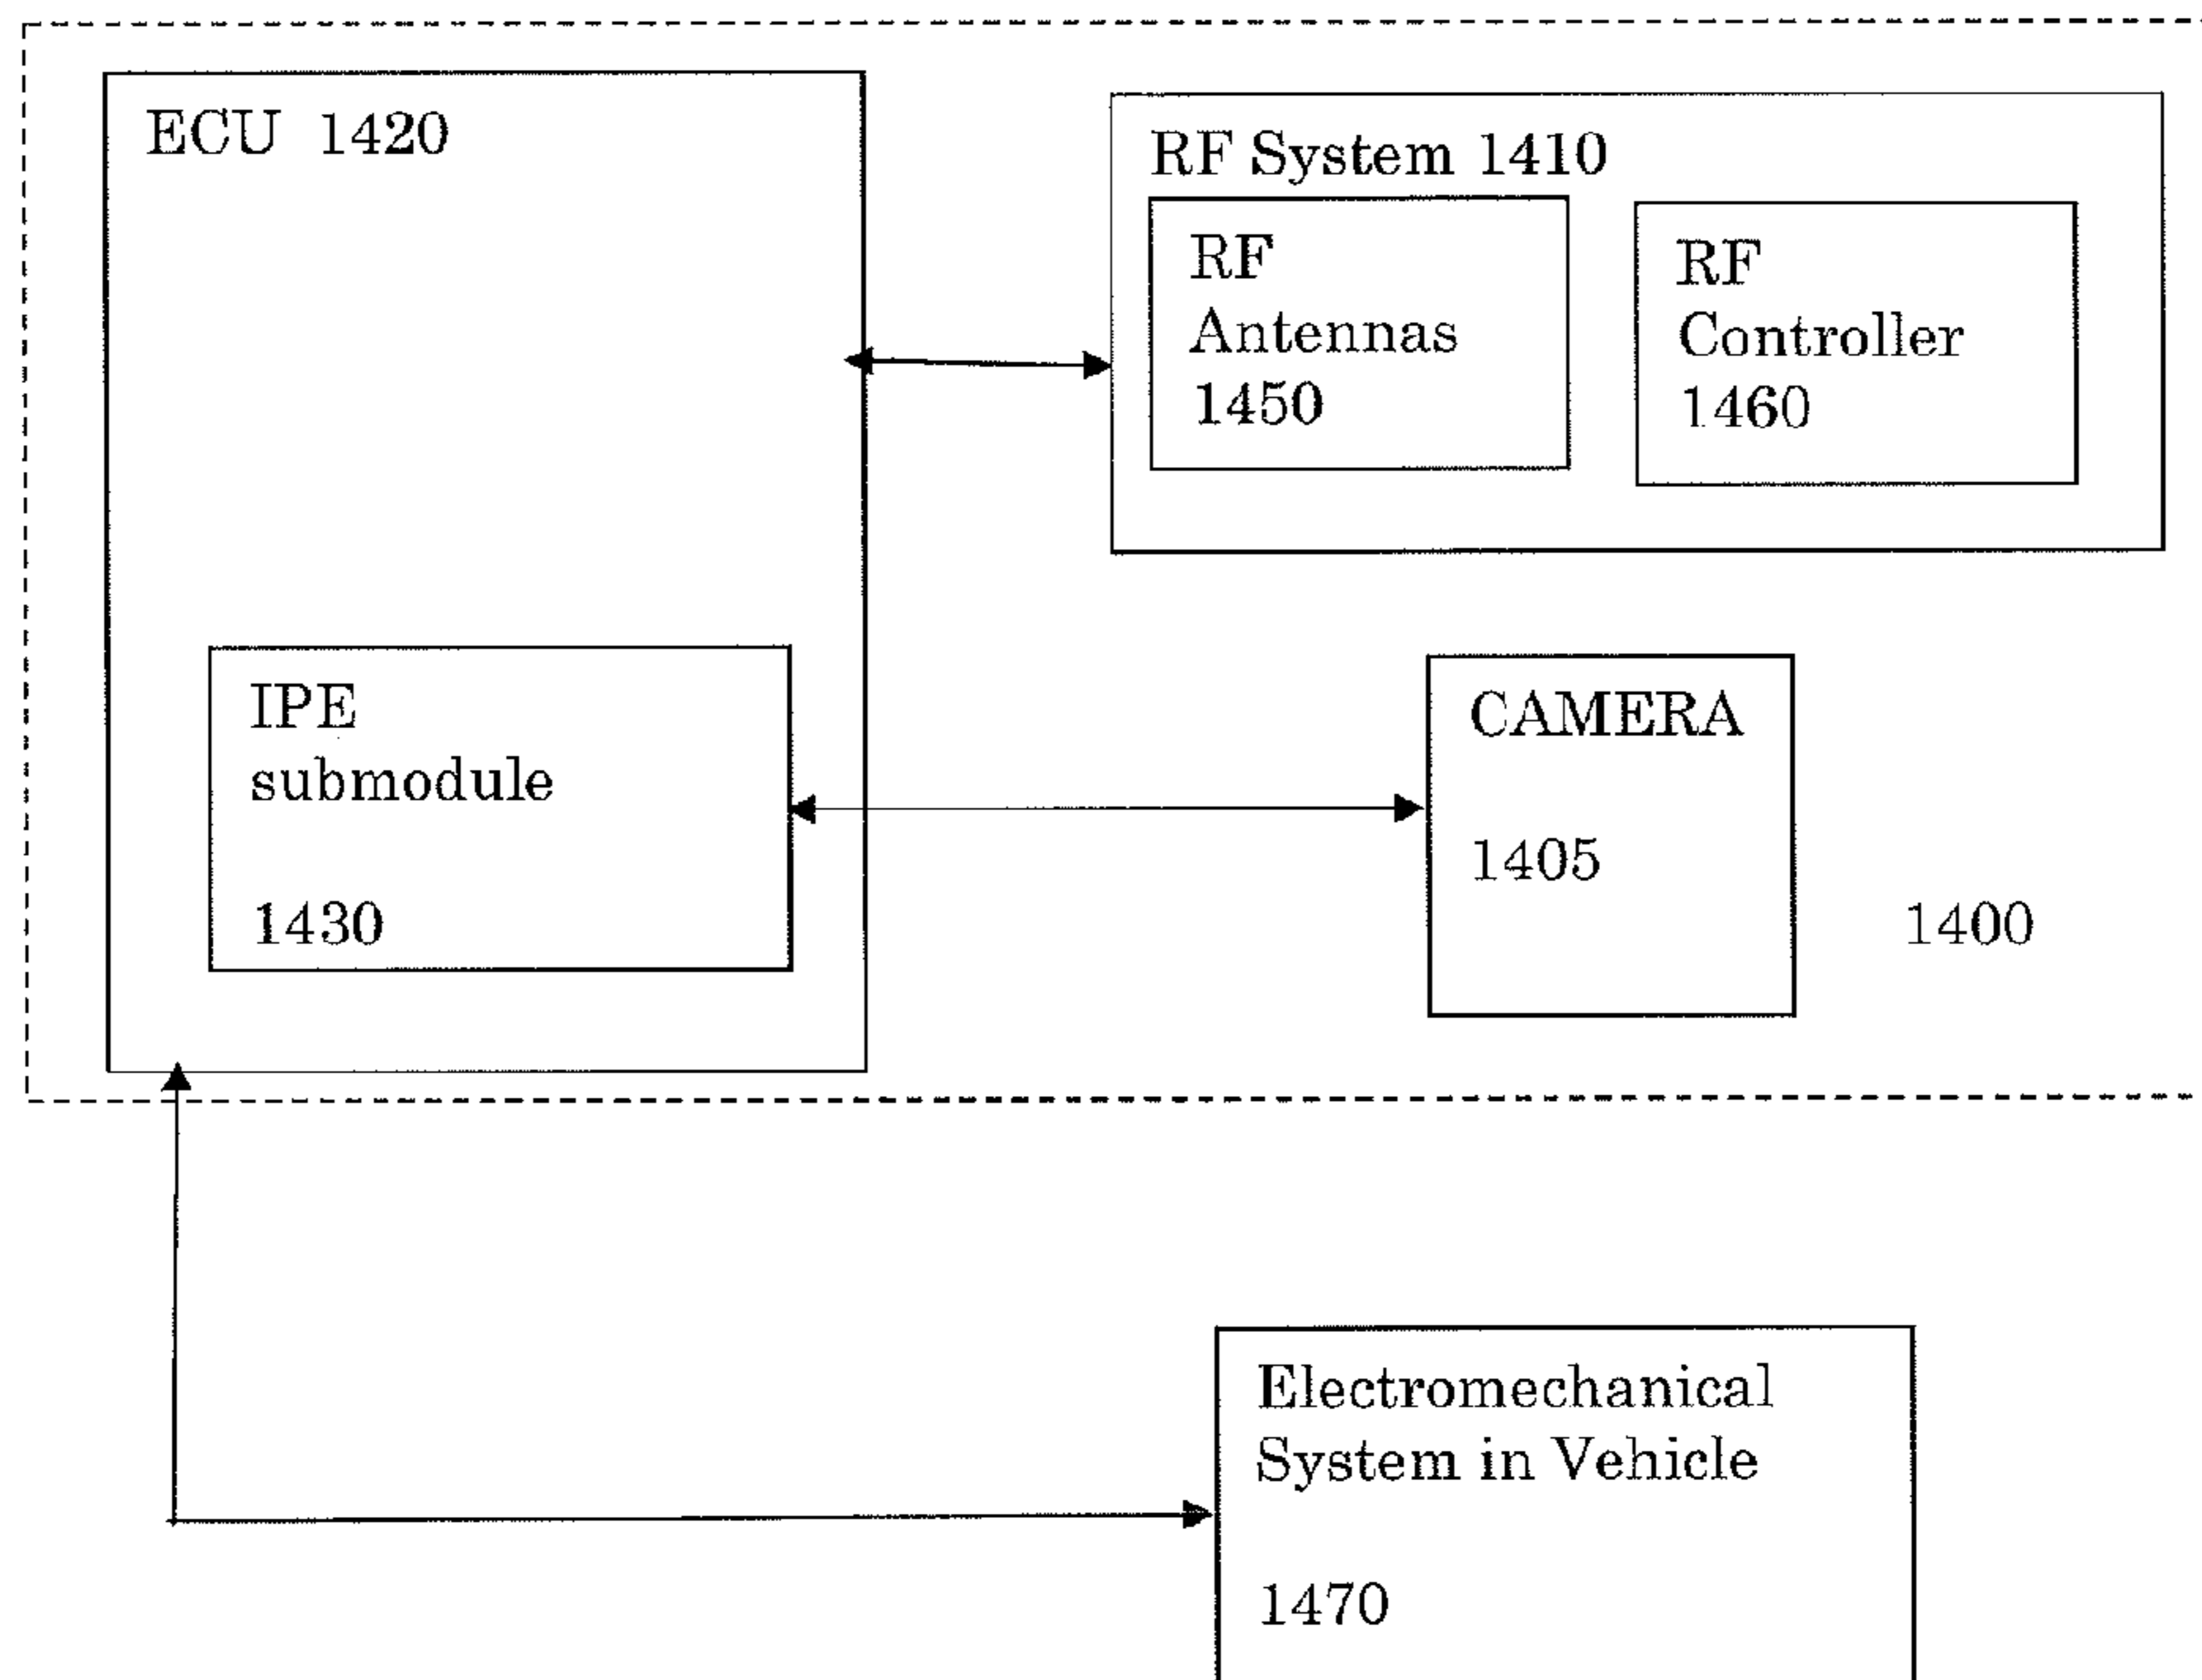 ECU 1420
RF System 1410
RF
Antennas
1450
RF
Controller
1460
IPE
submodule
1430
CAMERA
1405
1400
Electromechanical
System in Vehicle
1470